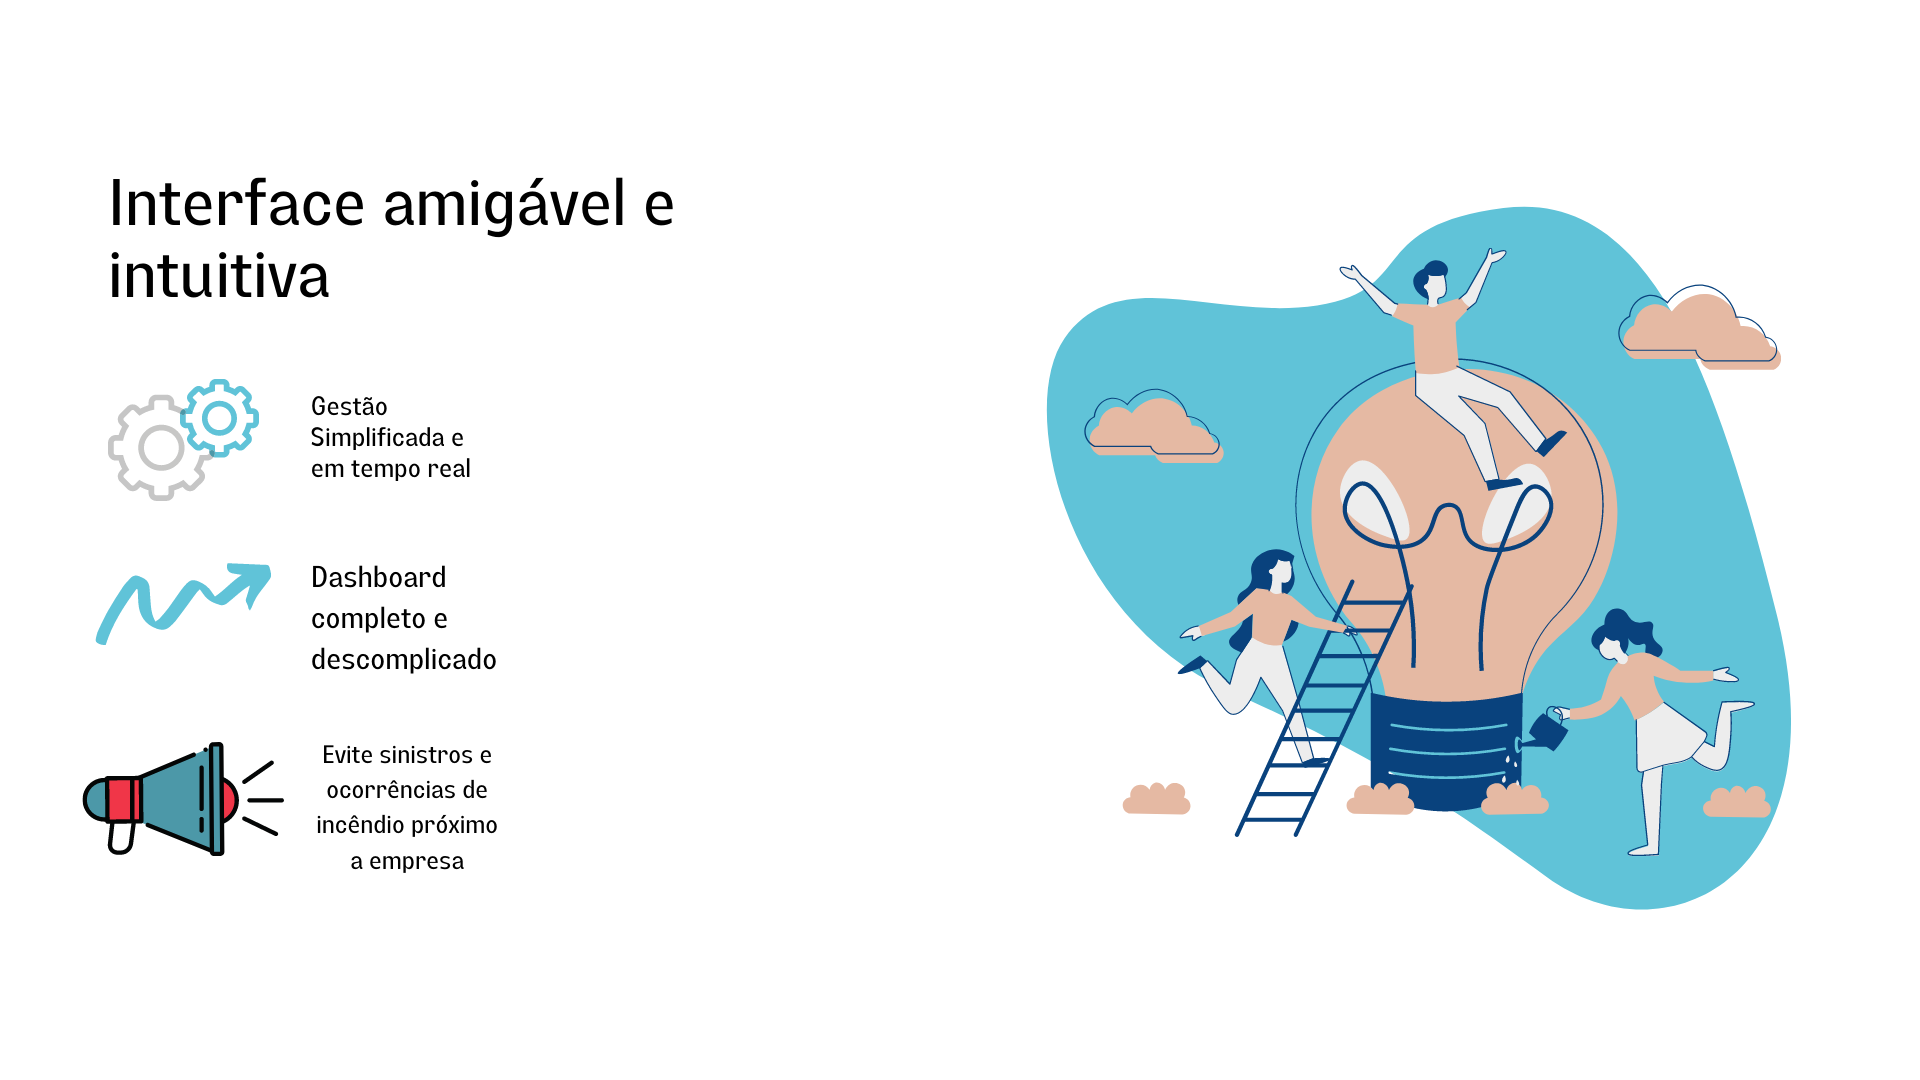 Interface amigável e
intuitiva
Gestão
Simplificada e
em tempo real
Dashboard
completo e
descomplicado
Evite sinistros e
ocorrências de
incêndio próximo
a empresa